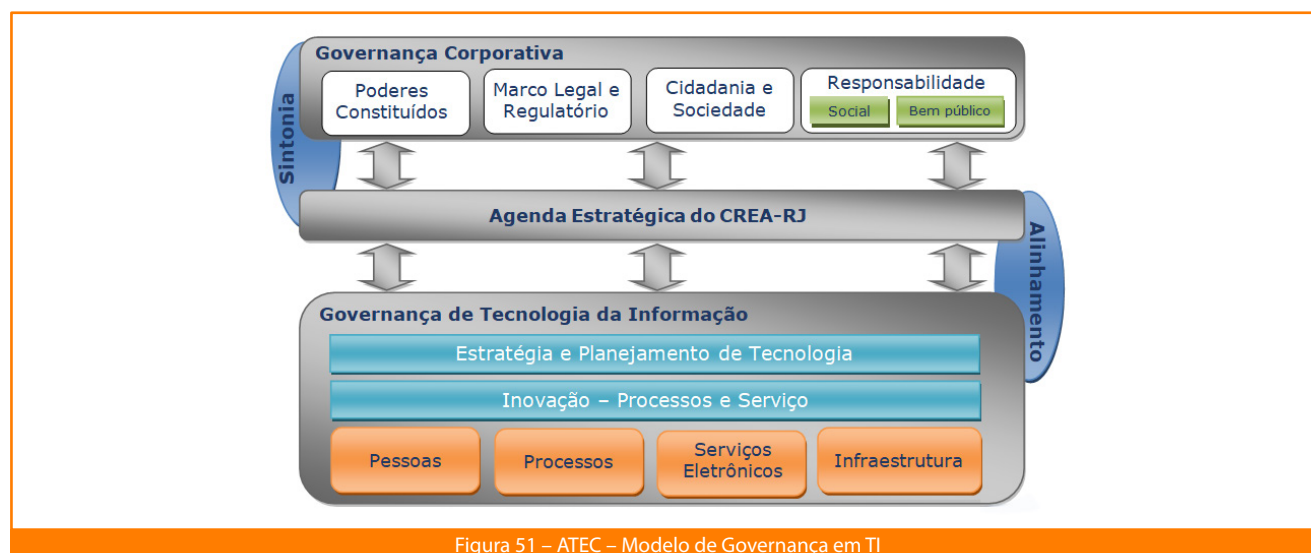 Governança Corporativa
Poderes
Constituídos
Marco Legal e
Regulatório
Cidadania e
Sociedade
Responsabilidade
Social
Bem público
Sintonia
Agenda Estratégica do CREA-RJ
Alinhamento
Governança de Tecnologia da Informação
Estratégia e Planejamento de Tecnologia
Inovação – Processos e Serviço
Pessoas
Processos
Serviços
Eletrônicos
Infraestrutura
Figura 51 – ATEC – Modelo de Governança em TI